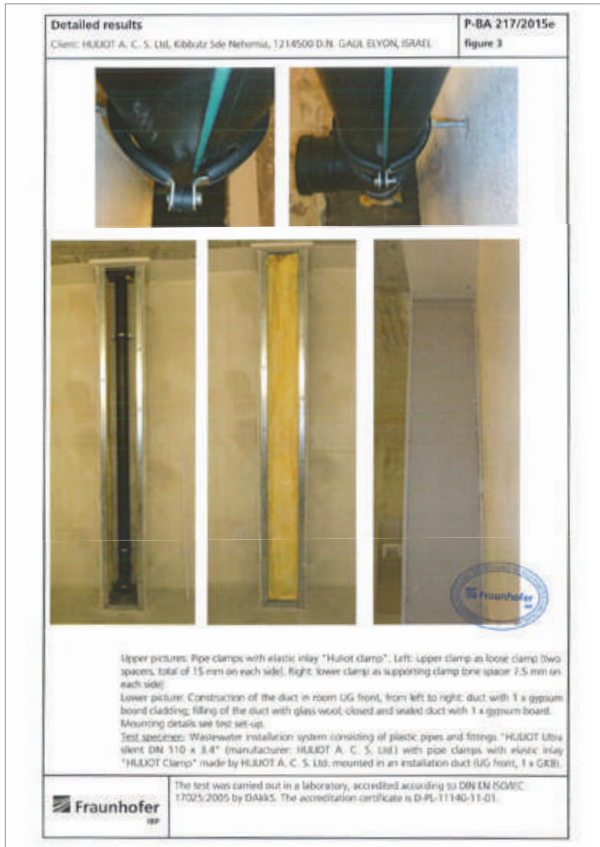 Detailed results
P-BA 217/2015e
Client: HULIOT A. C. S. Ltd, Kibbutz Sde Nehemia, 1214500 D.N. GALIL ELYON, ISRAEL
figure 3
Fraunhofer
IBP
Upper pictures: Pipe clamps with elastic inlay "Huliot clamp". Left: upper clamp as loose clamp (two
spacers, total of 15 mm on each side). Right: lower clamp as supporting clamp (one spacer 7.5 mm on
each side)
Lower picture: Construction of the duct in room UG front, from left to right: duct with 1 x gypsum
board cladding; filling of the duct with glass wool; closed and sealed duct with 1 x gypsum board.
Mounting details see test set-up.
Test specimen: Wastewater installation system consisting of plastic pipes and fittings "HULIOT Ultra
silent DN 110 x 3.4" (manufacturer: HULIOT A. C. S. Ltd.) with pipe clamps with elastic inlay
"HULIOT Clamp" made by HULIOT A. C. S. Ltd. mounted in an installation duct (UG front, 1 x GKB).
Fraunhofer
IBP
The test was carried out in a laboratory, accredited according to DIN EN ISO/IEC
17025:2005 by DAkkS. The accreditation certificate is D-PL-11140-11-01.